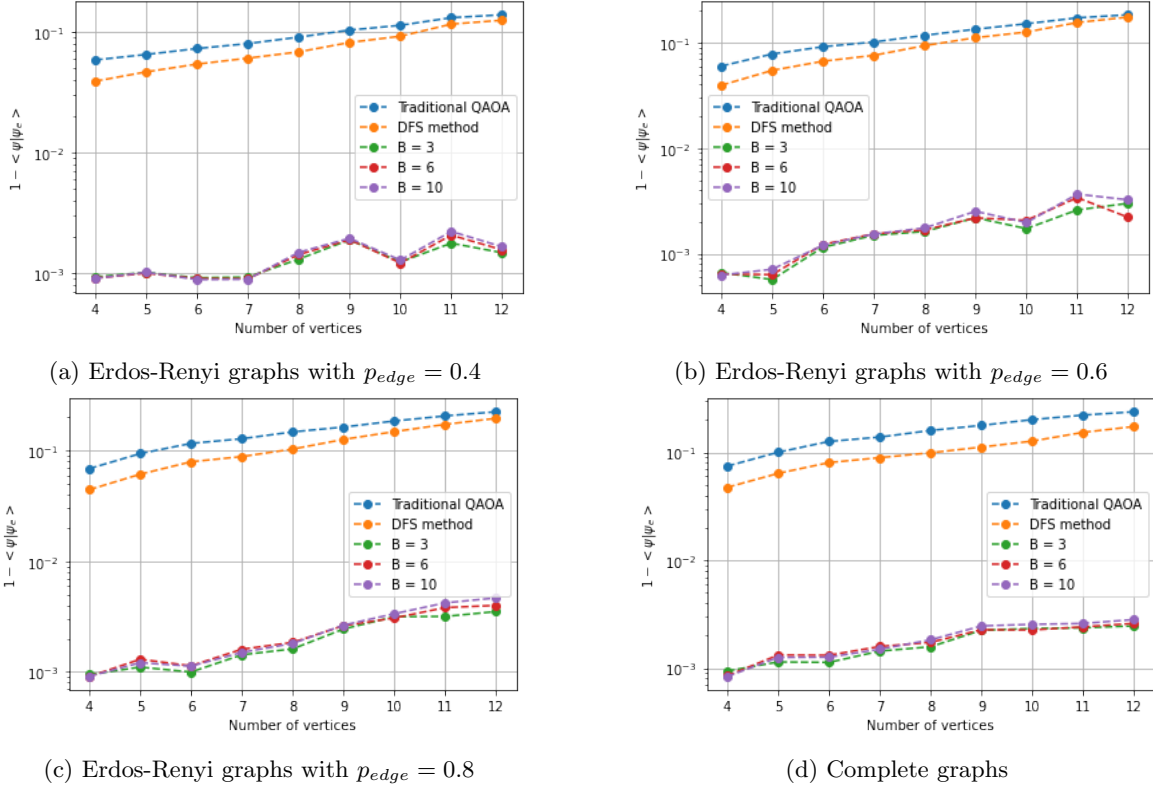 10⁻¹
10⁻²
10⁻³
1 − < ψ|ψₑ >
Traditional QAOA
DFS method
B = 3
B = 6
B = 10
4 5 6 7 8 9 10 11 12
Number of vertices
(a) Erdos-Renyi graphs with p_edge = 0.4
10⁻¹
10⁻²
10⁻³
1 − < ψ|ψₑ >
Traditional QAOA
DFS method
B = 3
B = 6
B = 10
4 5 6 7 8 9 10 11 12
Number of vertices
(b) Erdos-Renyi graphs with p_edge = 0.6
10⁻¹
10⁻²
10⁻³
1 − < ψ|ψₑ >
Traditional QAOA
DFS method
B = 3
B = 6
B = 10
4 5 6 7 8 9 10 11 12
Number of vertices
(c) Erdos-Renyi graphs with p_edge = 0.8
10⁻¹
10⁻²
10⁻³
1 − < ψ|ψₑ >
Traditional QAOA
DFS method
B = 3
B = 6
B = 10
4 5 6 7 8 9 10 11 12
Number of vertices
(d) Complete graphs